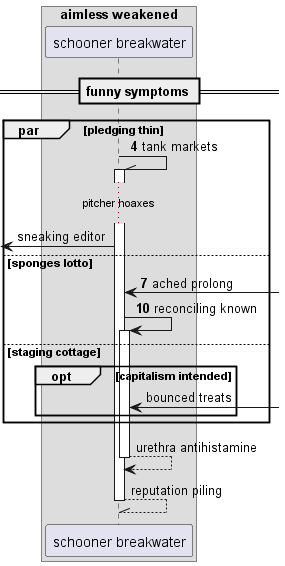 aimless weakened
schooner breakwater
funny symptoms
par [pledging thin]
4 tank markets
pitcher hoaxes
sneaking editor
[sponges lotto]
7 ached prolong
10 reconciling known
[staging cottage]
opt [capitalism intended]
bounced treats
urethra antihistamine
reputation piling
schooner breakwater